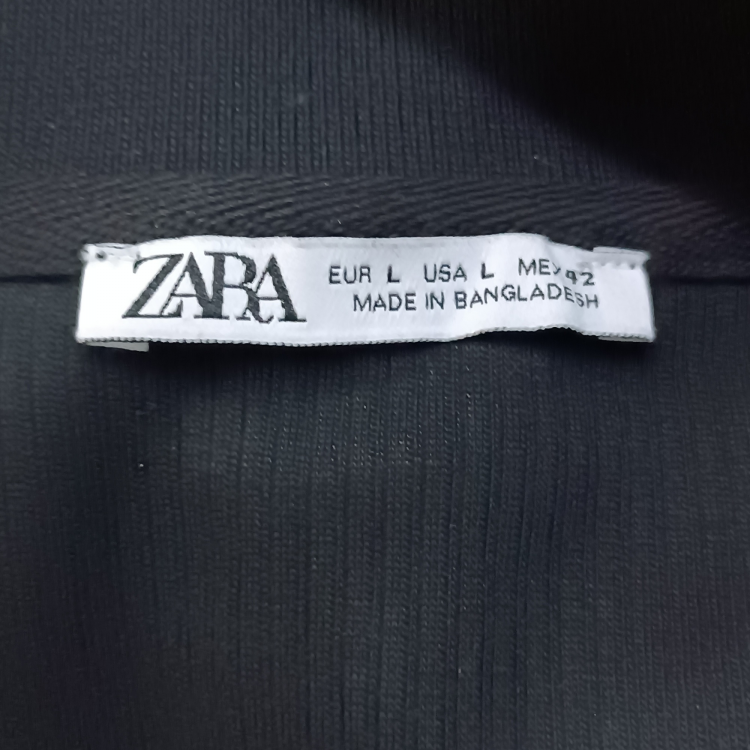 ZARA
EUR L USA L MEX 42
MADE IN BANGLADESH